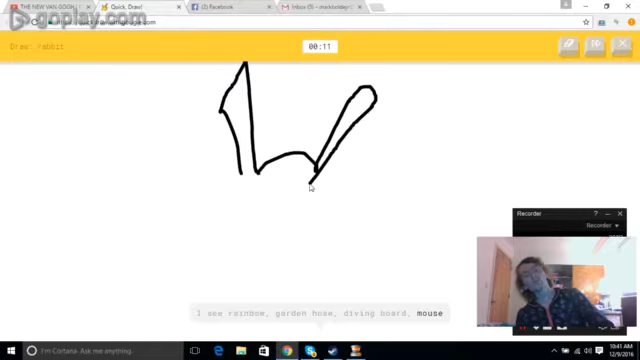 goplay.com
THE NEW VAN GOGH
Quick, Draw!
Facebook
Inbox (5)
Draw: rabbit
00:11
Recorder
Recorder
I see rainbow, garden hose, diving board, mouse
I'm Cortana. Ask me anything.
10:41 AM
12/9/2016